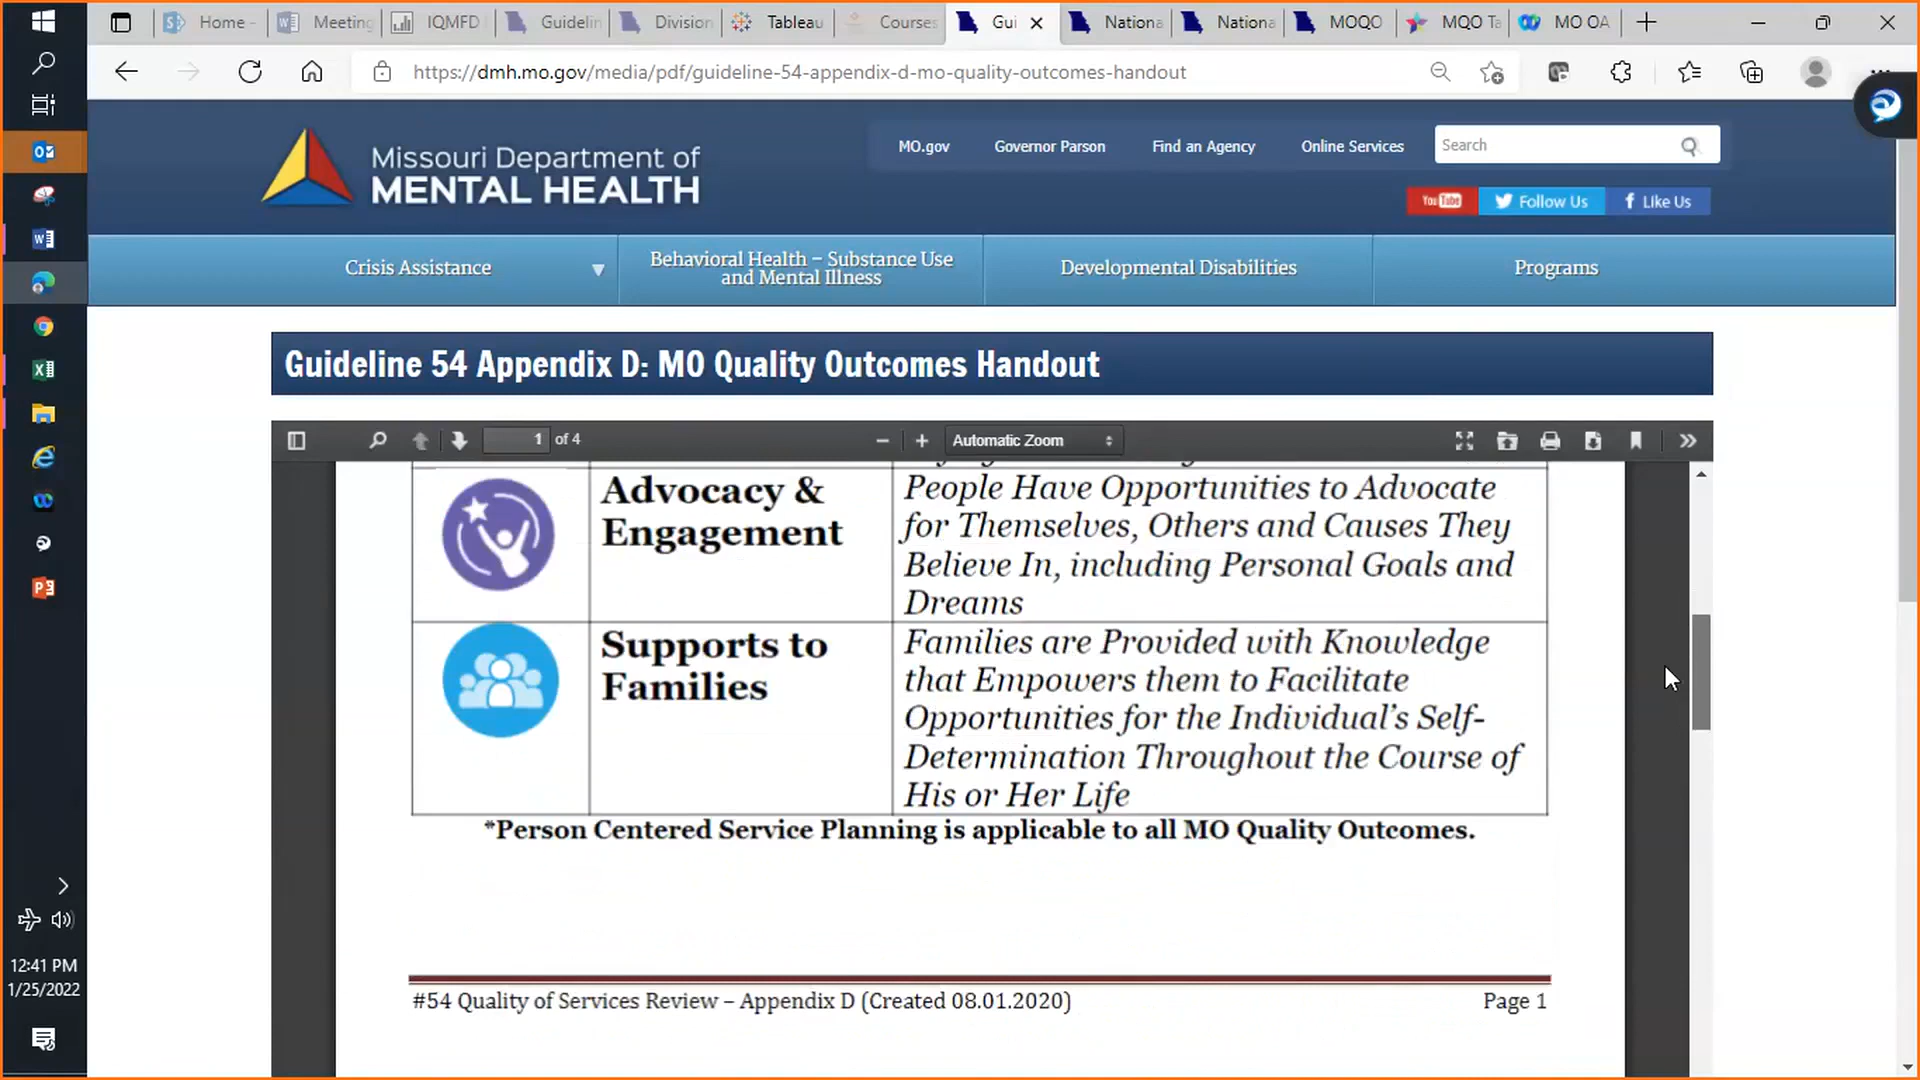 Home -
Meeting
IQMFD
Guidelin
Division
Tableau
Courses
Gui
Nationa
Nationa
MOQO
MQO Ta
MO OA
https://dmh.mo.gov/media/pdf/guideline-54-appendix-d-mo-quality-outcomes-handout
Missouri Department of
MENTAL HEALTH
MO.gov
Governor Parson
Find an Agency
Online Services
Search
YouTube
Follow Us
f Like Us
Crisis Assistance
Behavioral Health – Substance Use
and Mental Illness
Developmental Disabilities
Programs
Guideline 54 Appendix D: MO Quality Outcomes Handout
1 of 4
Automatic Zoom
Advocacy &
Engagement
People Have Opportunities to Advocate
for Themselves, Others and Causes They
Believe In, including Personal Goals and
Dreams
Supports to
Families
Families are Provided with Knowledge
that Empowers them to Facilitate
Opportunities for the Individual's Self-
Determination Throughout the Course of
His or Her Life
*Person Centered Service Planning is applicable to all MO Quality Outcomes.
#54 Quality of Services Review – Appendix D (Created 08.01.2020)
Page 1
12:41 PM
1/25/2022